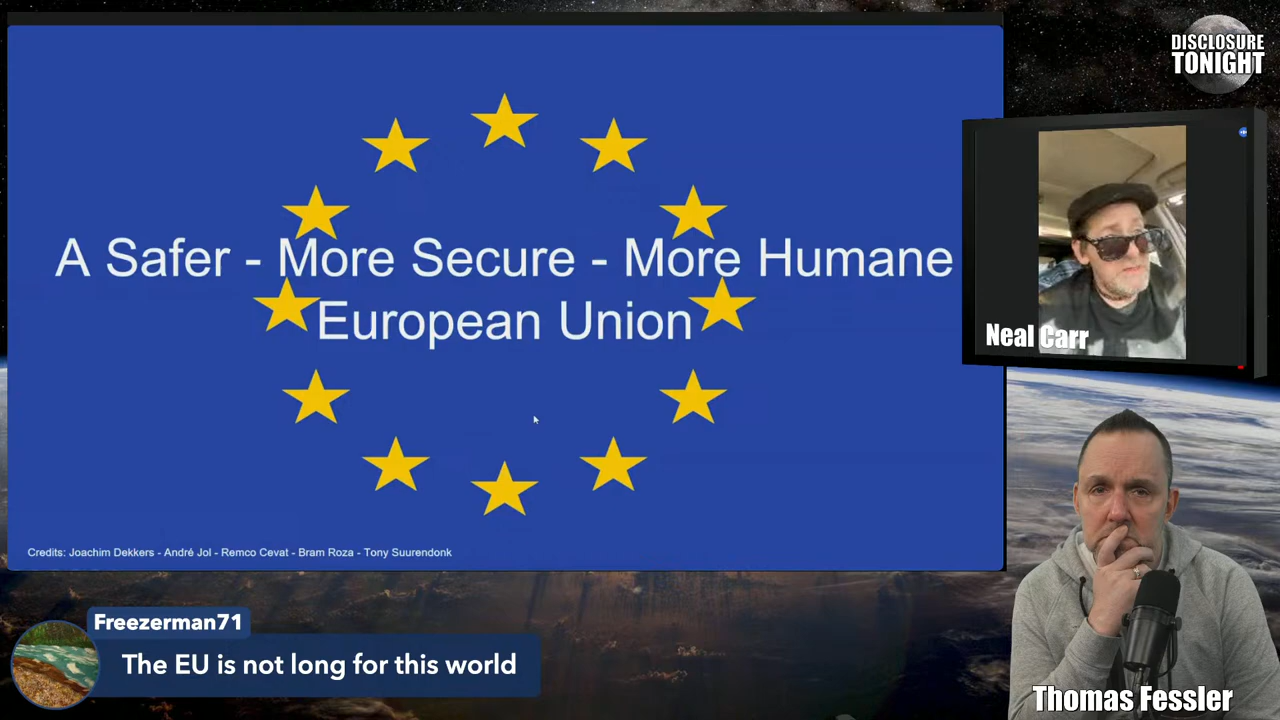 DISCLOSURE
TONIGHT
A Safer - More Secure - More Humane
European Union
Neal Carr
Credits: Joachim Dekkers - André Jol - Remco Cevat - Bram Roza - Tony Suurendonk
Freezerman71
The EU is not long for this world
Thomas Fessler